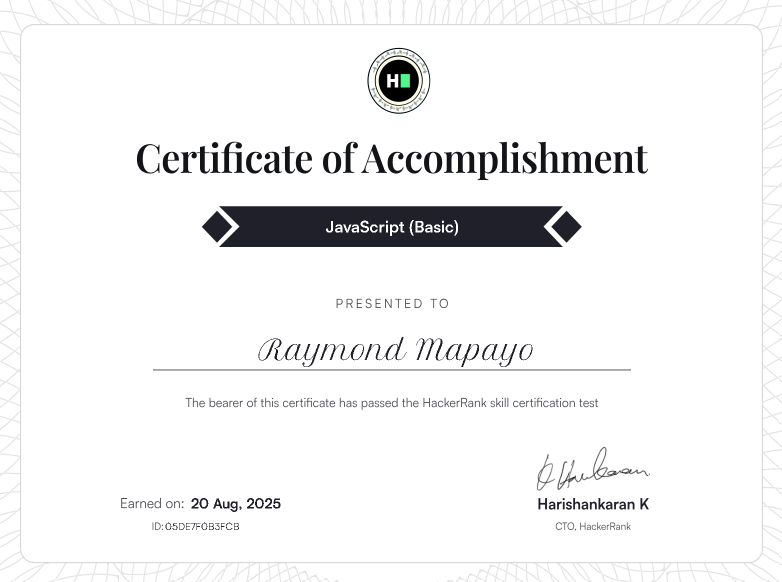 H
Certificate of Accomplishment
JavaScript (Basic)
PRESENTED TO
Raymond Mapayo
The bearer of this certificate has passed the HackerRank skill certification test
Earned on: 20 Aug, 2025
ID: 05DE7F0B3FCB
Harishankaran K
CTO, HackerRank